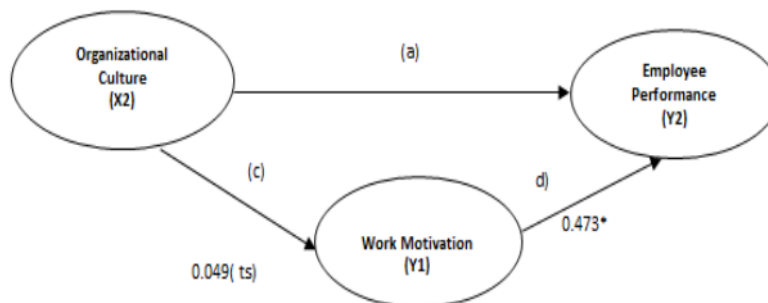 Organizational
Culture
(X2)
(a)
Employee
Performance
(Y2)
(c)
d)
0.473*
Work Motivation
(Y1)
0.049( ts)